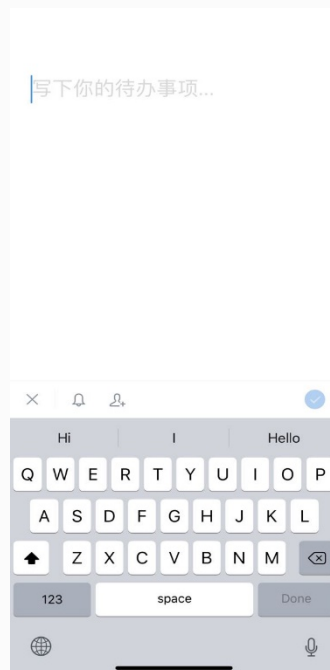 写下你的待办事项...
Hi I Hello
Q W E R T Y U I O P
A S D F G H J K L
Z X C V B N M
123 space Done